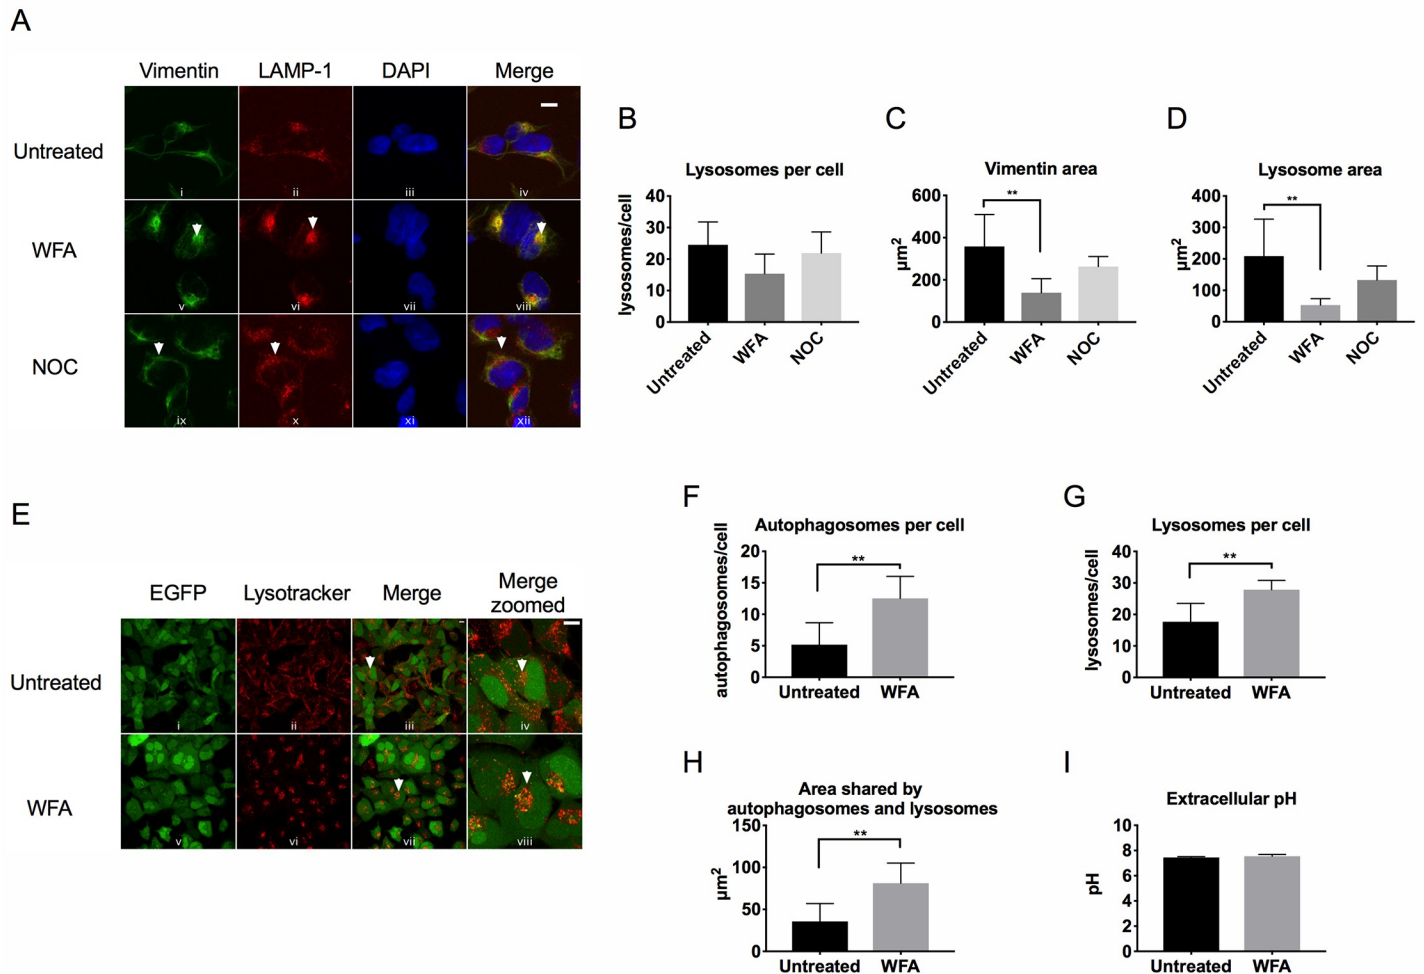 A
Vimentin LAMP-1 DAPI Merge
Untreated
i ii iii iv
WFA
v vi vii viii
NOC
ix x xi xii
B
Lysosomes per cell
lysosomes/cell
40
30
20
10
0
Untreated WFA NOC
C
Vimentin area
**
µm2
600
400
200
0
Untreated WFA NOC
D
Lysosome area
**
µm2
400
300
200
100
0
Untreated WFA NOC
E
EGFP Lysotracker Merge Merge
zoomed
Untreated
i ii iii iv
WFA
v vi vii viii
F
Autophagosomes per cell
**
autophagosomes/cell
20
15
10
5
0
Untreated WFA
G
Lysosomes per cell
**
lysosomes/cell
40
30
20
10
0
Untreated WFA
H
Area shared by
autophagosomes and lysosomes
**
µm2
150
100
50
0
Untreated WFA
I
Extracellular pH
pH
10
8
6
4
2
0
Untreated WFA